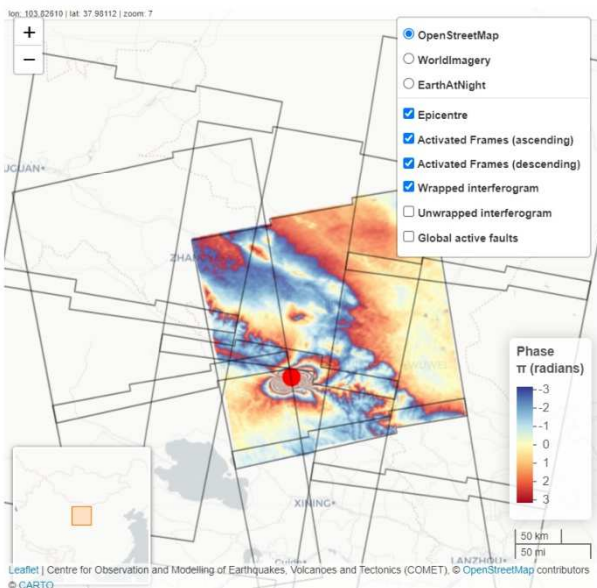 lon: 103.82610 | lat: 37.98112 | zoom: 7
+
−
OpenStreetMap
WorldImagery
EarthAtNight
Epicentre
Activated Frames (ascending)
Activated Frames (descending)
Wrapped interferogram
Unwrapped interferogram
Global active faults
UGUAN
ZHAN
WUWEI
Phase
π (radians)
-3
-2
-1
0
1
2
3
XINING
LANZHOU
50 km
50 mi
Leaflet | Centre for Observation and Modelling of Earthquakes, Volcanoes and Tectonics (COMET), © OpenStreetMap contributors
© CARTO